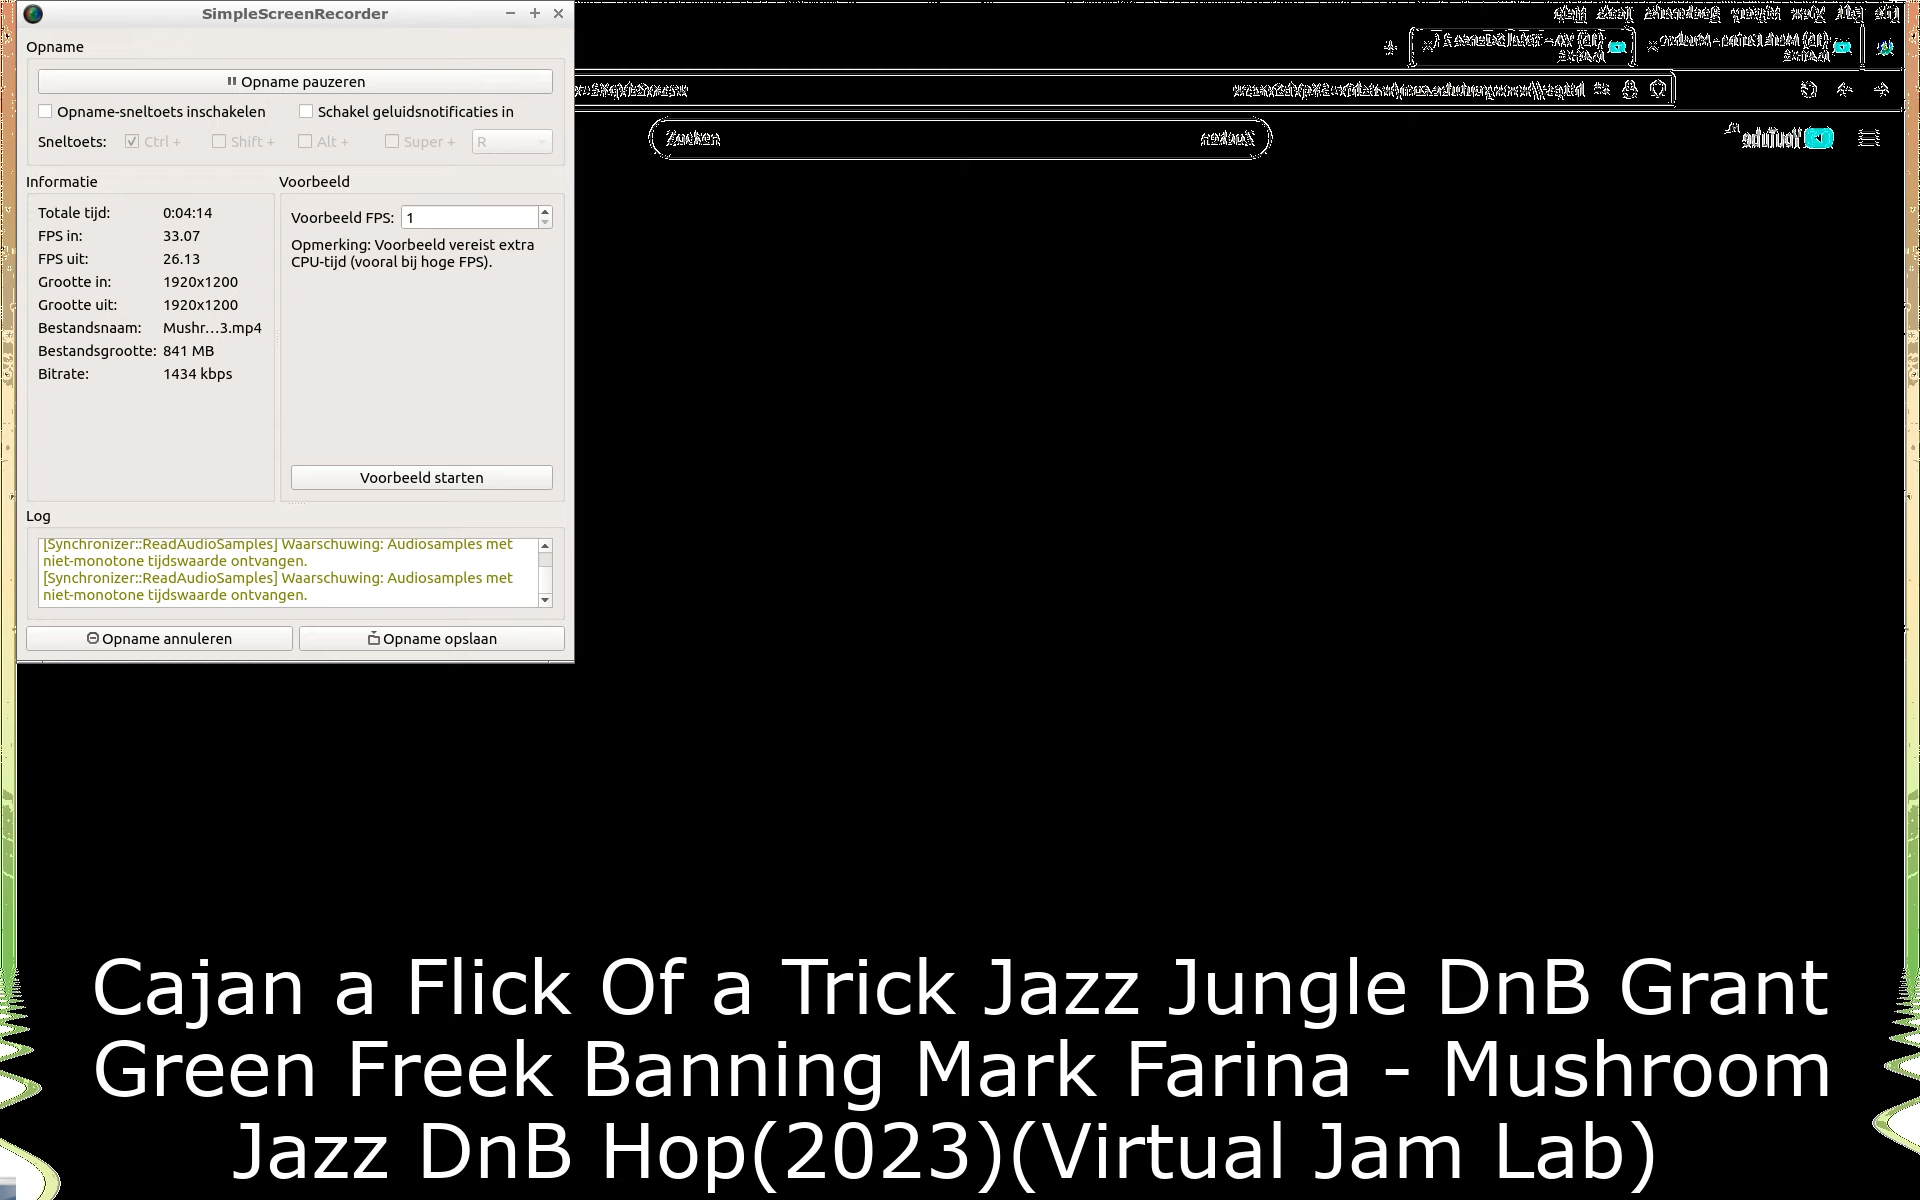 SimpleScreenRecorder
Opname
Opname pauzeren
Opname-sneltoets inschakelen
Schakel geluidsnotificaties in
Sneltoets: Ctrl + Shift + Alt + Super + R
Informatie
Totale tijd: 0:04:14
FPS in: 33.07
FPS uit: 26.13
Grootte in: 1920x1200
Grootte uit: 1920x1200
Bestandsnaam: Mushr...3.mp4
Bestandsgrootte: 841 MB
Bitrate: 1434 kbps
Voorbeeld
Voorbeeld FPS: 1
Opmerking: Voorbeeld vereist extra
CPU-tijd (vooral bij hoge FPS).
Voorbeeld starten
Log
[Synchronizer::ReadAudioSamples] Waarschuwing: Audiosamples met
niet-monotone tijdswaarde ontvangen.
[Synchronizer::ReadAudioSamples] Waarschuwing: Audiosamples met
niet-monotone tijdswaarde ontvangen.
Opname annuleren
Opname opslaan
Zoeken
YouTube
Cajan a Flick Of a Trick Jazz Jungle DnB Grant
Green Freek Banning Mark Farina - Mushroom
Jazz DnB Hop(2023)(Virtual Jam Lab)